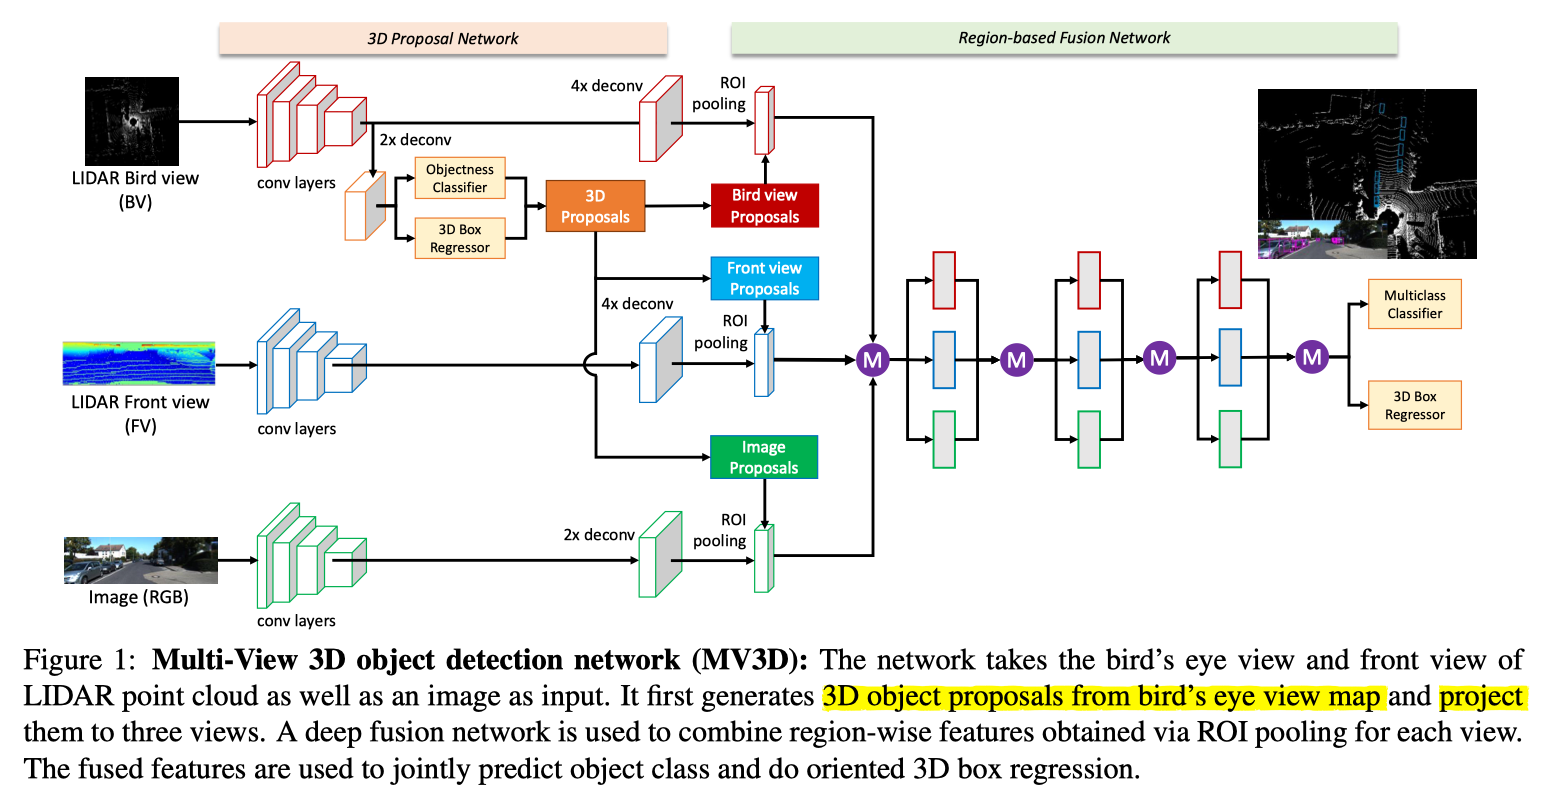 3D Proposal Network
Region-based Fusion Network
4x deconv
ROI
pooling
2x deconv
LIDAR Bird view
(BV)
conv layers
Objectness
Classifier
3D Box
Regressor
3D
Proposals
Bird view
Proposals
Front view
Proposals
4x deconv
ROI
pooling
LIDAR Front view
(FV)
conv layers
M
M
M
M
Multiclass
Classifier
3D Box
Regressor
Image
Proposals
2x deconv
ROI
pooling
Image (RGB)
conv layers
Figure 1: Multi-View 3D object detection network (MV3D): The network takes the bird's eye view and front view of
LIDAR point cloud as well as an image as input. It first generates 3D object proposals from bird's eye view map and project
them to three views. A deep fusion network is used to combine region-wise features obtained via ROI pooling for each view.
The fused features are used to jointly predict object class and do oriented 3D box regression.